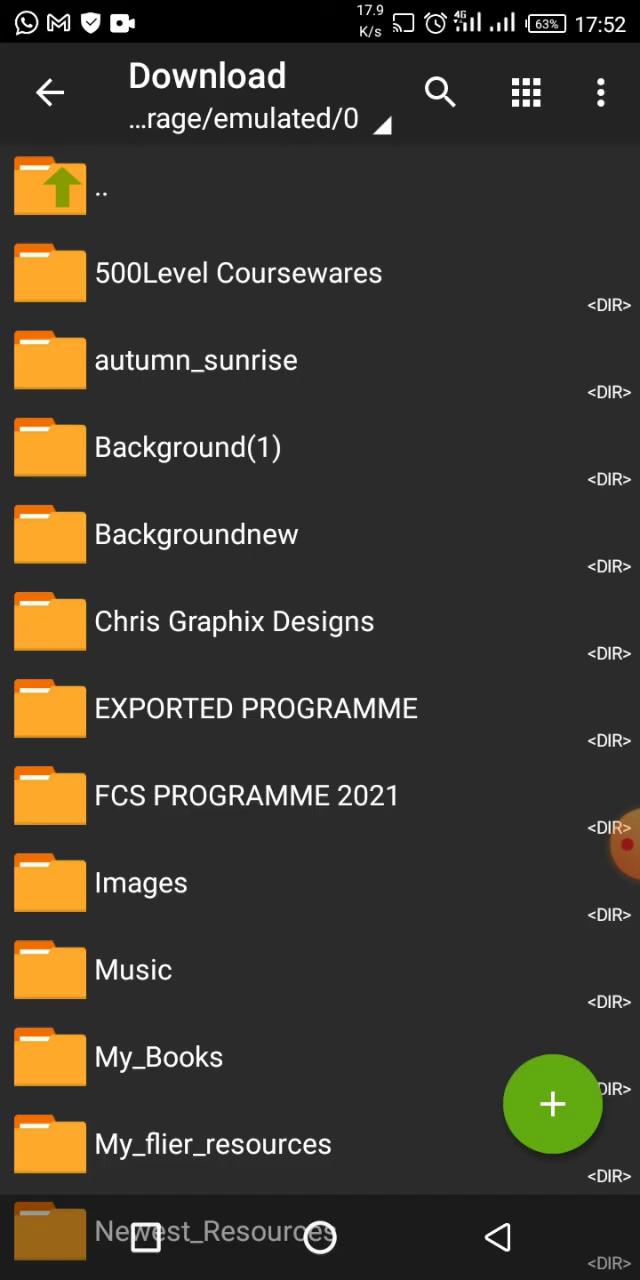 17.9
K/s
4G
63%
17:52
Download
...rage/emulated/0
..
500Level Coursewares
<DIR>
autumn_sunrise
<DIR>
Background(1)
<DIR>
Backgroundnew
<DIR>
Chris Graphix Designs
<DIR>
EXPORTED PROGRAMME
<DIR>
FCS PROGRAMME 2021
<DIR>
Images
<DIR>
Music
<DIR>
My_Books
DIR>
My_flier_resources
<DIR>
Newest_Resources
<DIR>